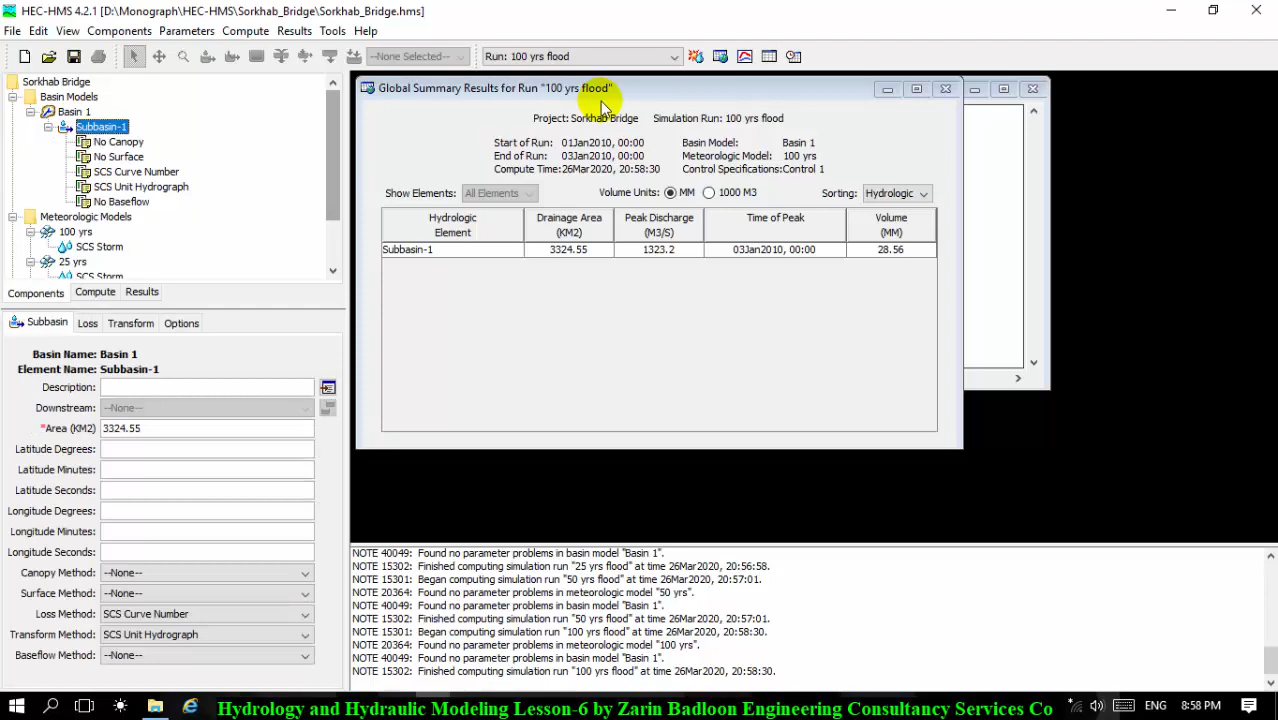 HEC-HMS 4.2.1 [D:\Monograph\HEC-HMS\Sorkhab_Bridge\Sorkhab_Bridge.hms]
File Edit View Components Parameters Compute Results Tools Help
--None Selected--
Run: 100 yrs flood
Sorkhab Bridge
Basin Models
Basin 1
Subbasin-1
No Canopy
No Surface
SCS Curve Number
SCS Unit Hydrograph
No Baseflow
Meteorologic Models
100 yrs
SCS Storm
25 yrs
SCS Storm
Components Compute Results
Subbasin Loss Transform Options
Basin Name: Basin 1
Element Name: Subbasin-1
Description:
Downstream: --None--
*Area (KM2) 3324.55
Latitude Degrees:
Latitude Minutes:
Latitude Seconds:
Longitude Degrees:
Longitude Minutes:
Longitude Seconds:
Canopy Method: --None--
Surface Method: --None--
Loss Method: SCS Curve Number
Transform Method: SCS Unit Hydrograph
Baseflow Method: --None--
Global Summary Results for Run "100 yrs flood"
Project: Sorkhab Bridge Simulation Run: 100 yrs flood
Start of Run: 01Jan2010, 00:00 Basin Model: Basin 1
End of Run: 03Jan2010, 00:00 Meteorologic Model: 100 yrs
Compute Time:26Mar2020, 20:58:30 Control Specifications:Control 1
Show Elements: All Elements Volume Units: MM 1000 M3 Sorting: Hydrologic
Hydrologic Element Drainage Area (KM2) Peak Discharge (M3/S) Time of Peak Volume (MM)
Subbasin-1 3324.55 1323.2 03Jan2010, 00:00 28.56
NOTE 40049: Found no parameter problems in basin model "Basin 1".
NOTE 15302: Finished computing simulation run "25 yrs flood" at time 26Mar2020, 20:56:58.
NOTE 15301: Began computing simulation run "50 yrs flood" at time 26Mar2020, 20:57:01.
NOTE 20364: Found no parameter problems in meteorologic model "50 yrs".
NOTE 40049: Found no parameter problems in basin model "Basin 1".
NOTE 15302: Finished computing simulation run "50 yrs flood" at time 26Mar2020, 20:57:01.
NOTE 15301: Began computing simulation run "100 yrs flood" at time 26Mar2020, 20:58:30.
NOTE 20364: Found no parameter problems in meteorologic model "100 yrs".
NOTE 40049: Found no parameter problems in basin model "Basin 1".
NOTE 15302: Finished computing simulation run "100 yrs flood" at time 26Mar2020, 20:58:30.
Hydrology and Hydraulic Modeling Lesson-6 by Zarin Badloon Engineering Consultancy Services Co
ENG 8:58 PM